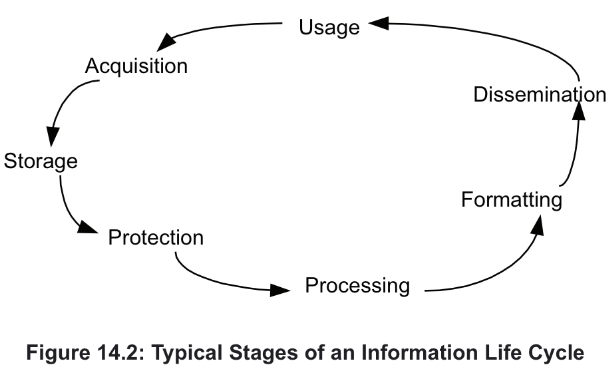 Usage
Acquisition
Dissemination
Storage
Formatting
Protection
Processing
Figure 14.2: Typical Stages of an Information Life Cycle